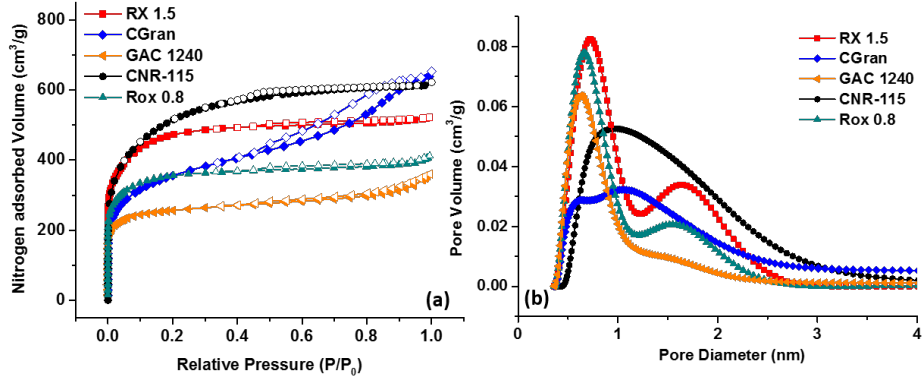 800
600
400
200
0
Nitrogen adsorbed Volume (cm³/g)
RX 1.5
CGran
GAC 1240
CNR-115
Rox 0.8
(a)
0.0 0.2 0.4 0.6 0.8 1.0
Relative Pressure (P/P₀)
0.08
0.06
0.04
0.02
0.00
Pore Volume (cm³/g)
RX 1.5
CGran
GAC 1240
CNR-115
Rox 0.8
(b)
0 1 2 3 4
Pore Diameter (nm)